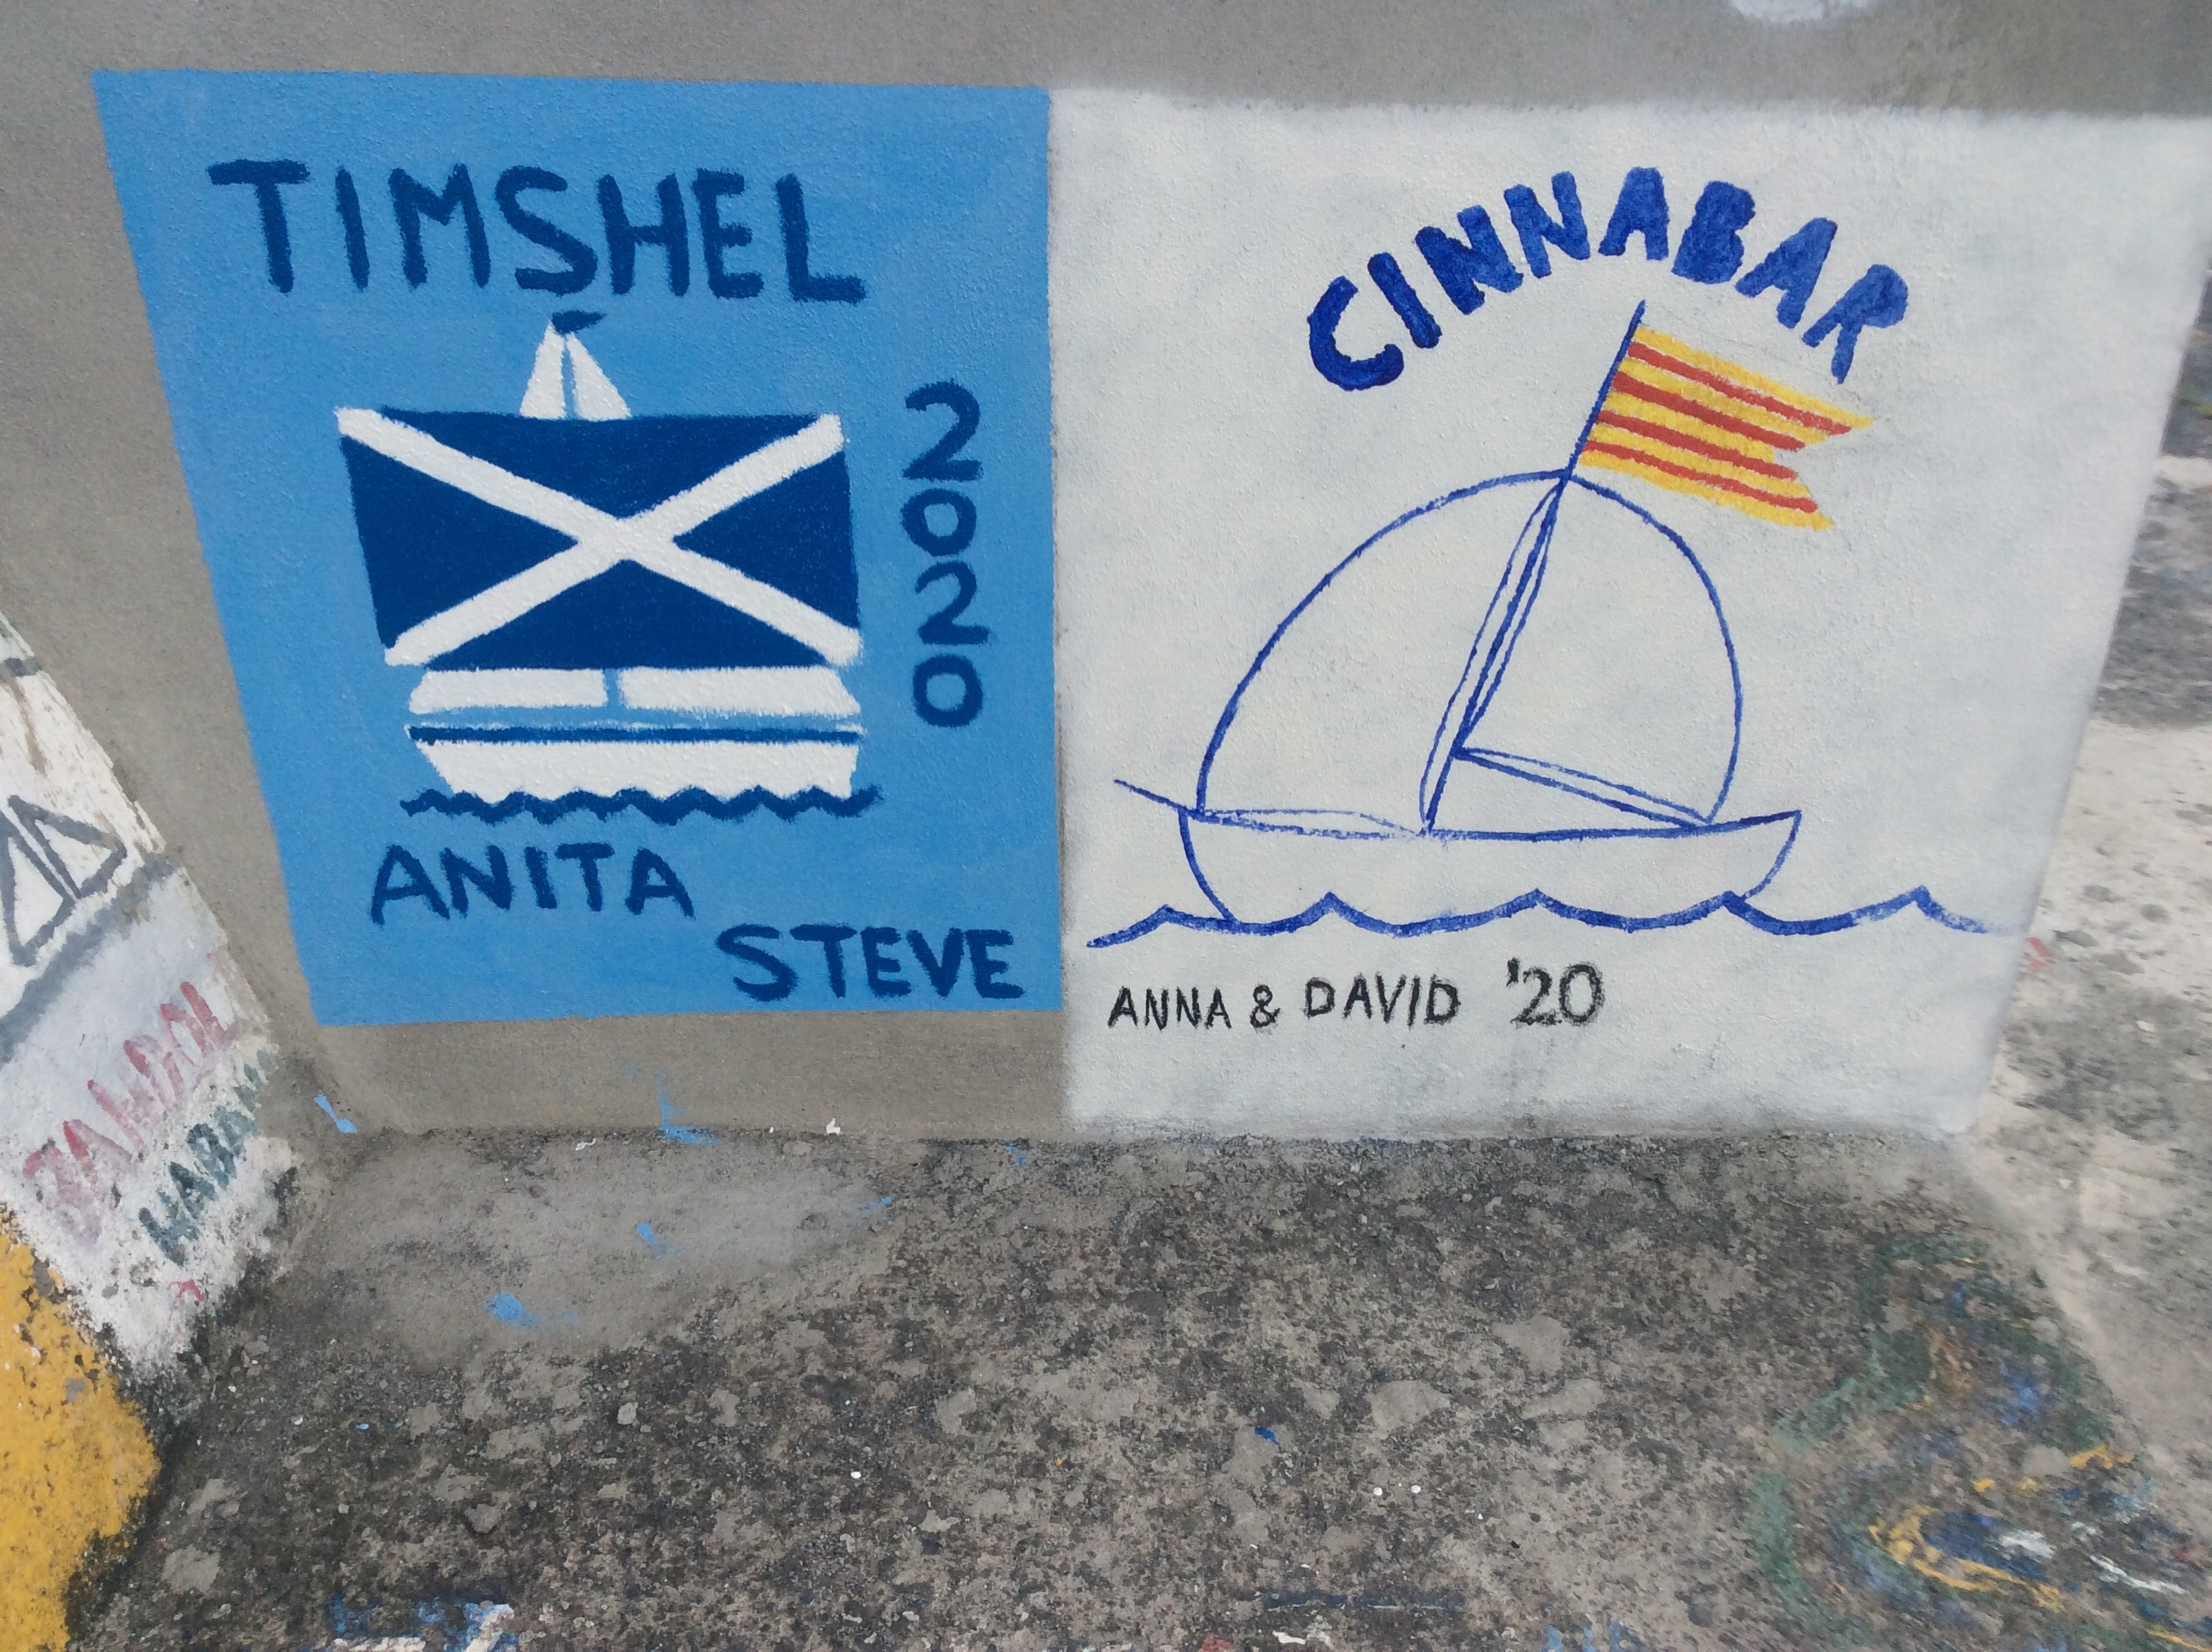 TIMSHEL
2020
ANITA
STEVE
CINNABAR
ANNA & DAVID '20